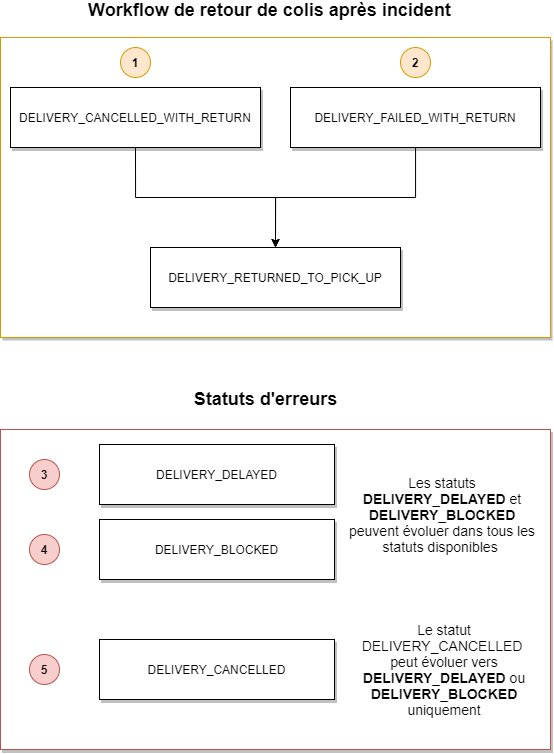 Workflow de retour de colis après incident
1
2
DELIVERY_CANCELLED_WITH_RETURN
DELIVERY_FAILED_WITH_RETURN
DELIVERY_RETURNED_TO_PICK_UP
Statuts d'erreurs
3
DELIVERY_DELAYED
4
DELIVERY_BLOCKED
Les statuts
DELIVERY_DELAYED et
DELIVERY_BLOCKED
peuvent évoluer dans tous les
statuts disponibles
5
DELIVERY_CANCELLED
Le statut
DELIVERY_CANCELLED
peut évoluer vers
DELIVERY_DELAYED ou
DELIVERY_BLOCKED
uniquement